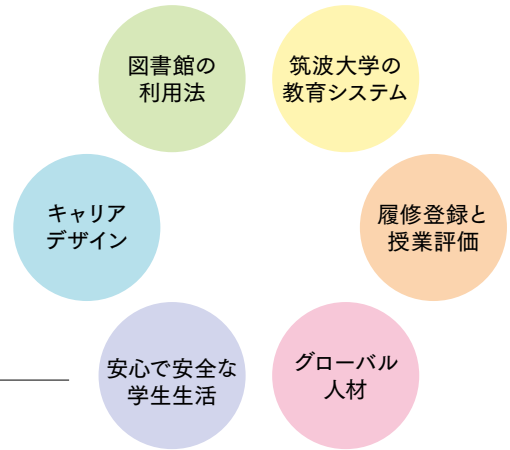 図書館の
利用法
筑波大学の
教育システム
キャリア
デザイン
履修登録と
授業評価
安心で安全な
学生生活
グローバル
人材